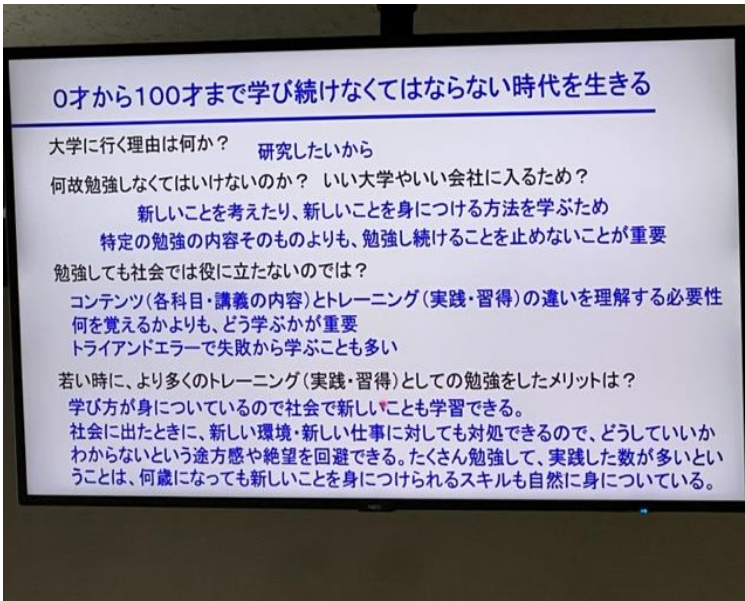 0才から100才まで学び続けなくてはならない時代を生きる
大学に行く理由は何か? 研究したいから
何故勉強しなくてはいけないのか? いい大学やいい会社に入るため?
新しいことを考えたり、新しいことを身につける方法を学ぶため
特定の勉強の内容そのものよりも、勉強し続けることを止めないことが重要
勉強しても社会では役に立たないのでは?
コンテンツ(各科目・講義の内容)とトレーニング(実践・習得)の違いを理解する必要性
何を覚えるかよりも、どう学ぶかが重要
トライアンドエラーで失敗から学ぶことも多い
若い時に、より多くのトレーニング(実践・習得)としての勉強をしたメリットは?
学び方が身についているので社会で新しいことも学習できる。
社会に出たときに、新しい環境・新しい仕事に対しても対処できるので、どうしていいか
わからないという途方感や絶望を回避できる。たくさん勉強して、実践した数が多いとい
うことは、何歳になっても新しいことを身につけられるスキルも自然に身についている。
NEC